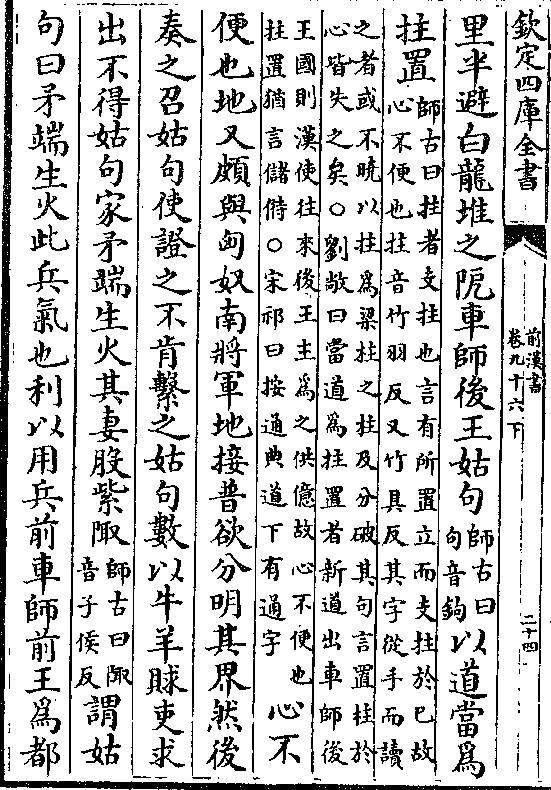 欽定四庫全書
前漢書
卷九十六下
二十四
里半避白龍堆之阨車師後王姑句師古曰句音鉤以道當爲
拄置師古曰拄者支拄也言有所置立而支拄於己故心不便也拄音竹羽反又竹具反其字從手而讀
之者或不曉以拄爲梁柱之柱及分破其句言置柱於心皆失之矣○劉敞曰當道爲拄置者新道出車師後
王國則漢使往來後王主爲之供億故心不便也拄置猶言儲偫○宋祁曰按通典道下有通字心不
便也地又頗與匈奴南將軍地接普欲分明其界然後
奏之召姑句使證之不肯繫之姑句數以牛羊賕吏求
出不得姑句家矛端生火其妻股紫陬師古曰陬音子侯反謂姑
句曰矛端生火此兵氣也利以用兵前車師前王爲都